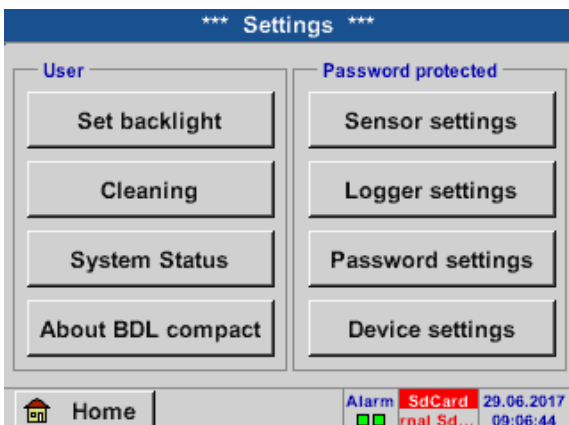 *** Settings ***
User
Set backlight
Cleaning
System Status
About BDL compact
Password protected
Sensor settings
Logger settings
Password settings
Device settings
Home
Alarm
SdCard
rnal Sd...
29.06.2017
09:06:44